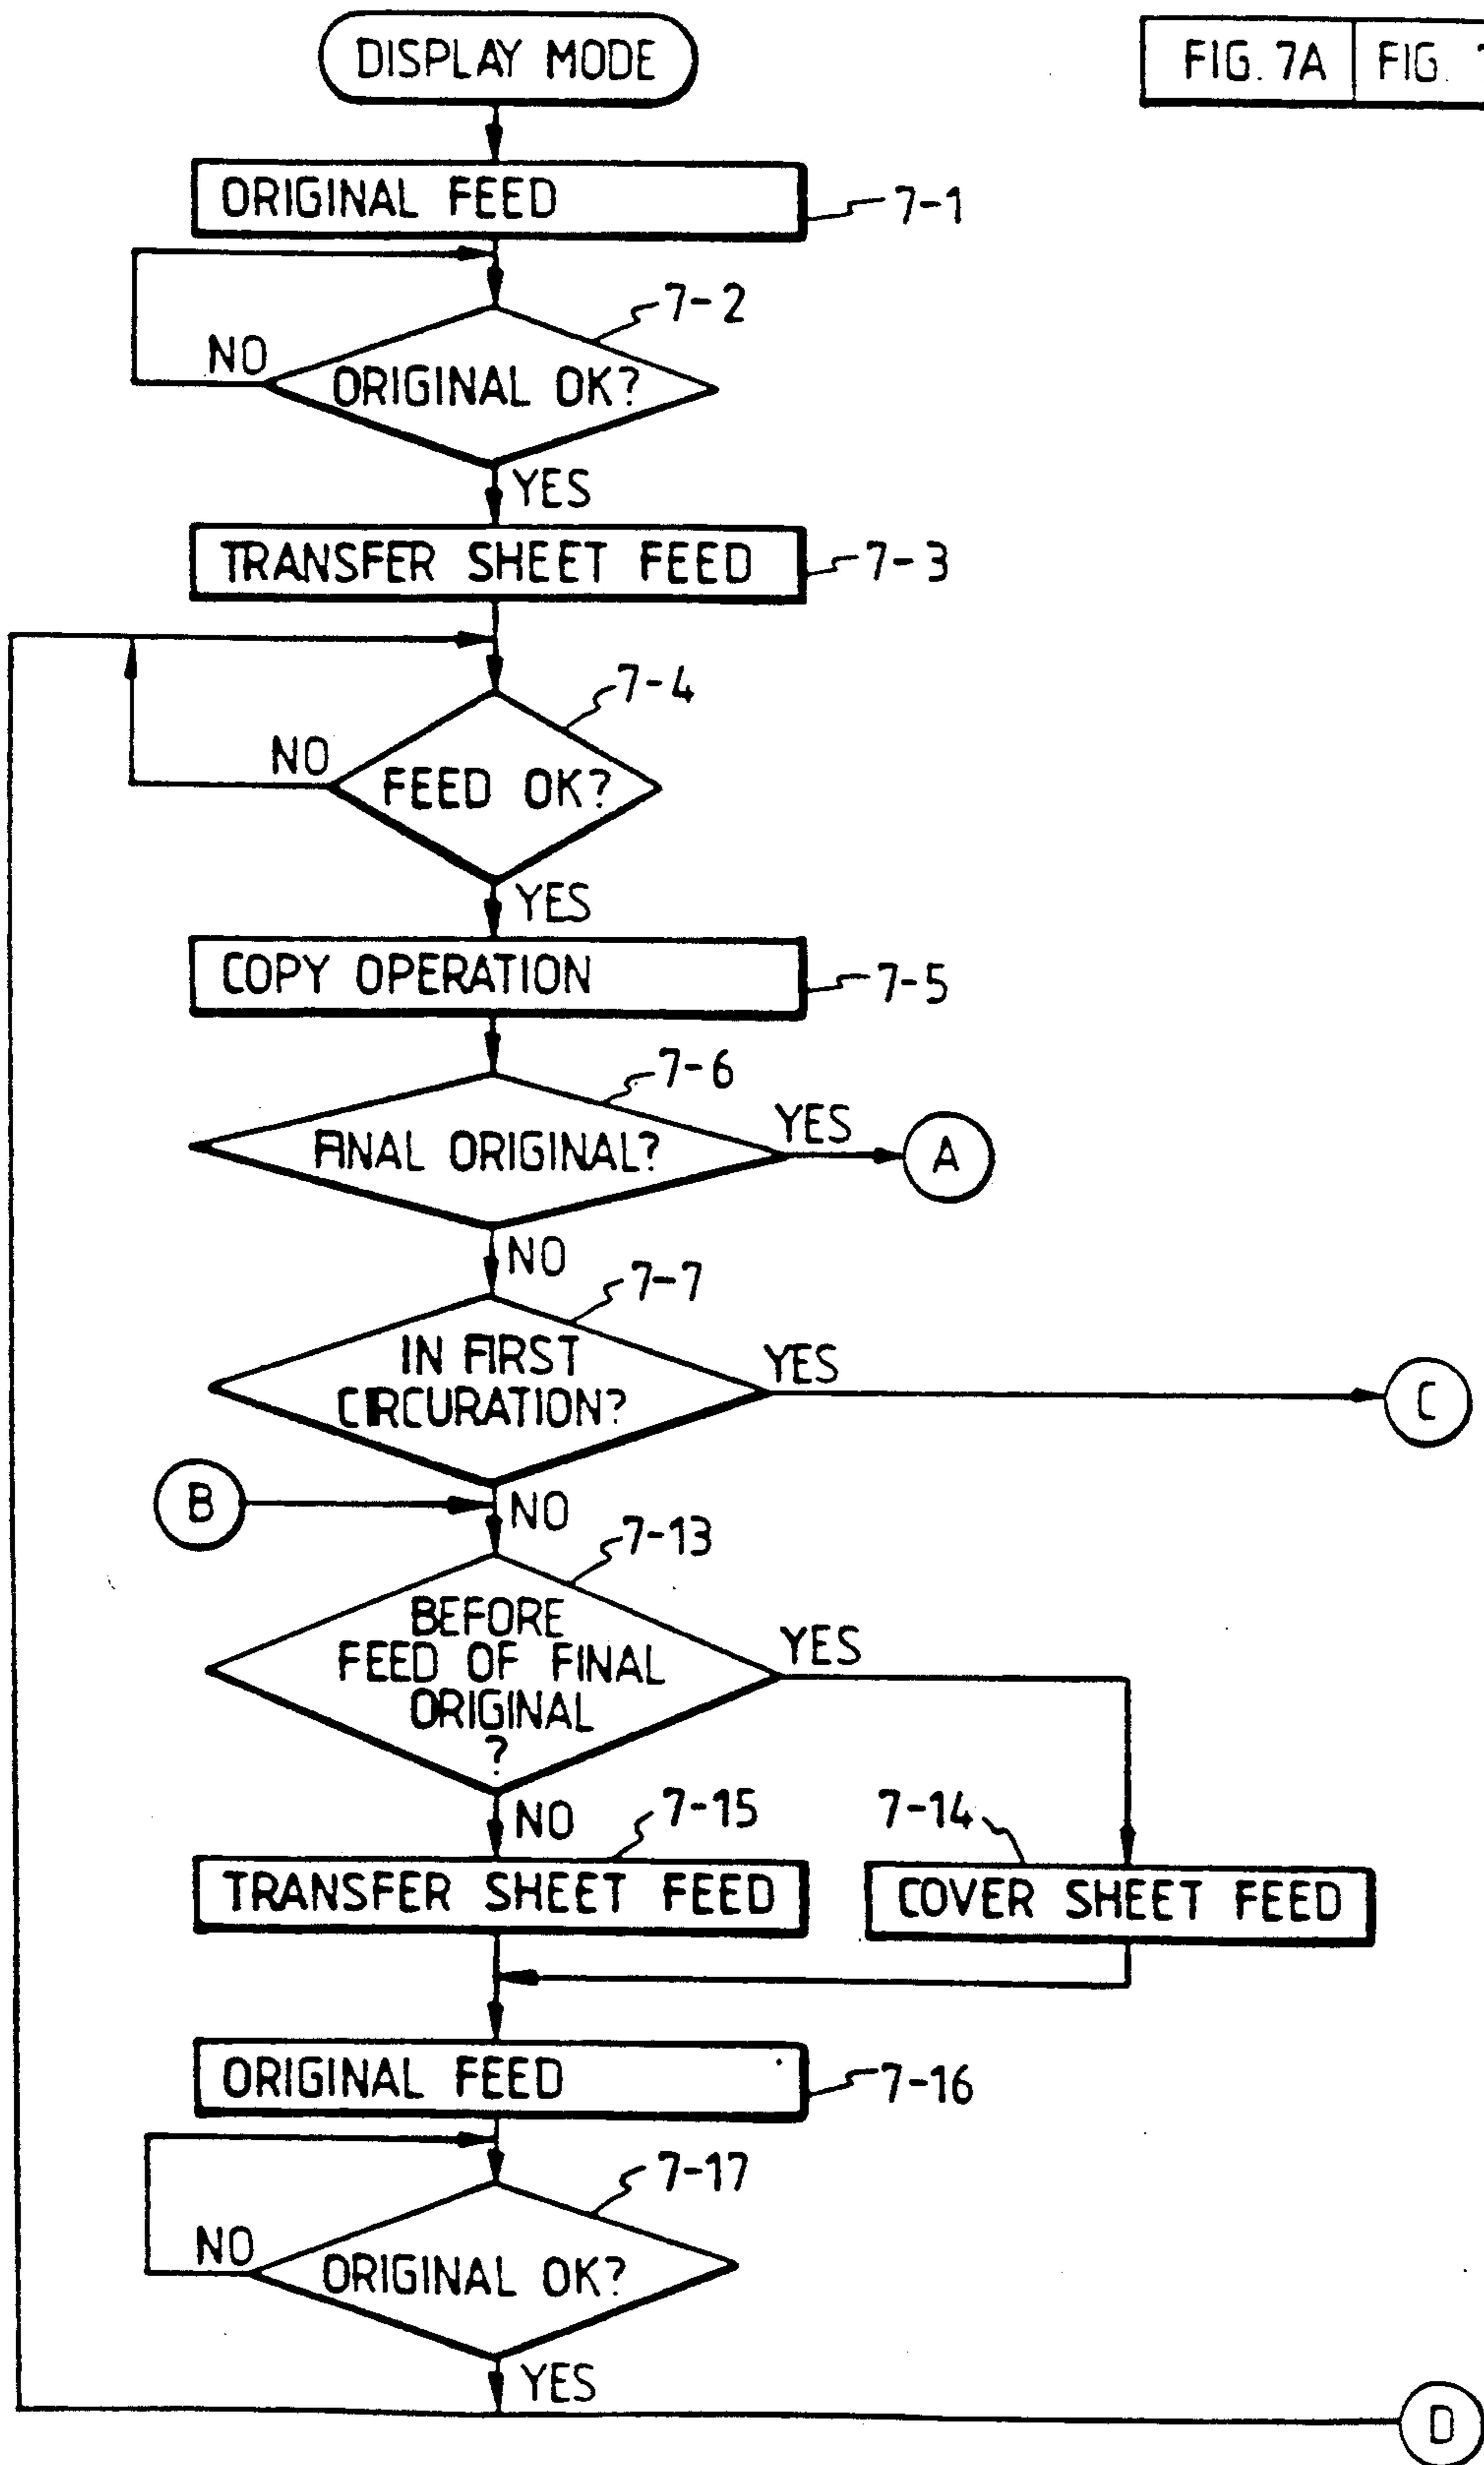 DISPLAY MODE
FIG. 7A
FIG.
ORIGINAL FEED
7-1
7-2
NO
ORIGINAL OK?
YES
TRANSFER SHEET FEED
7-3
7-4
NO
FEED OK?
YES
COPY OPERATION
7-5
7-6
FINAL ORIGINAL?
YES
A
NO
7-7
IN FIRST
CIRCURATION?
YES
C
B
NO
7-13
BEFORE
FEED OF FINAL
ORIGINAL
?
YES
NO
7-15
7-14
TRANSFER SHEET FEED
COVER SHEET FEED
ORIGINAL FEED
7-16
7-17
NO
ORIGINAL OK?
YES
D